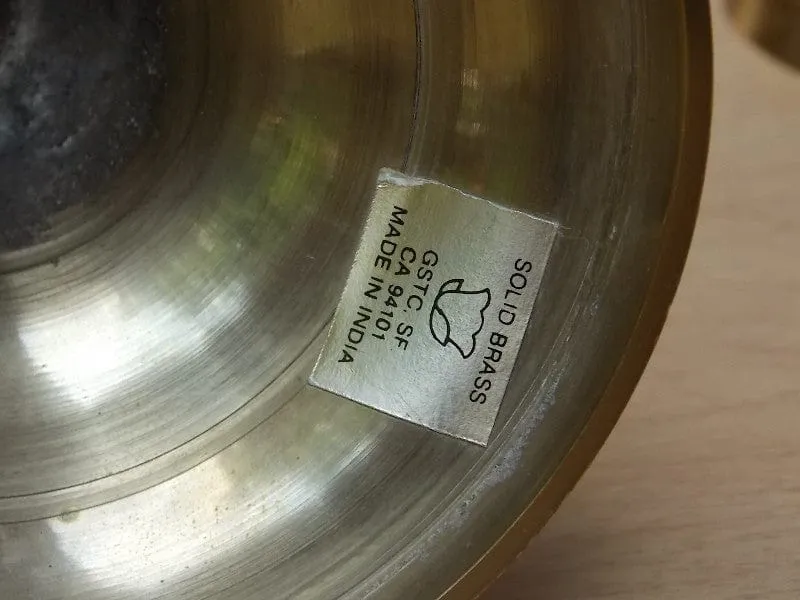 SOLID BRASS
GSTC. SF
CA 94101
MADE IN INDIA